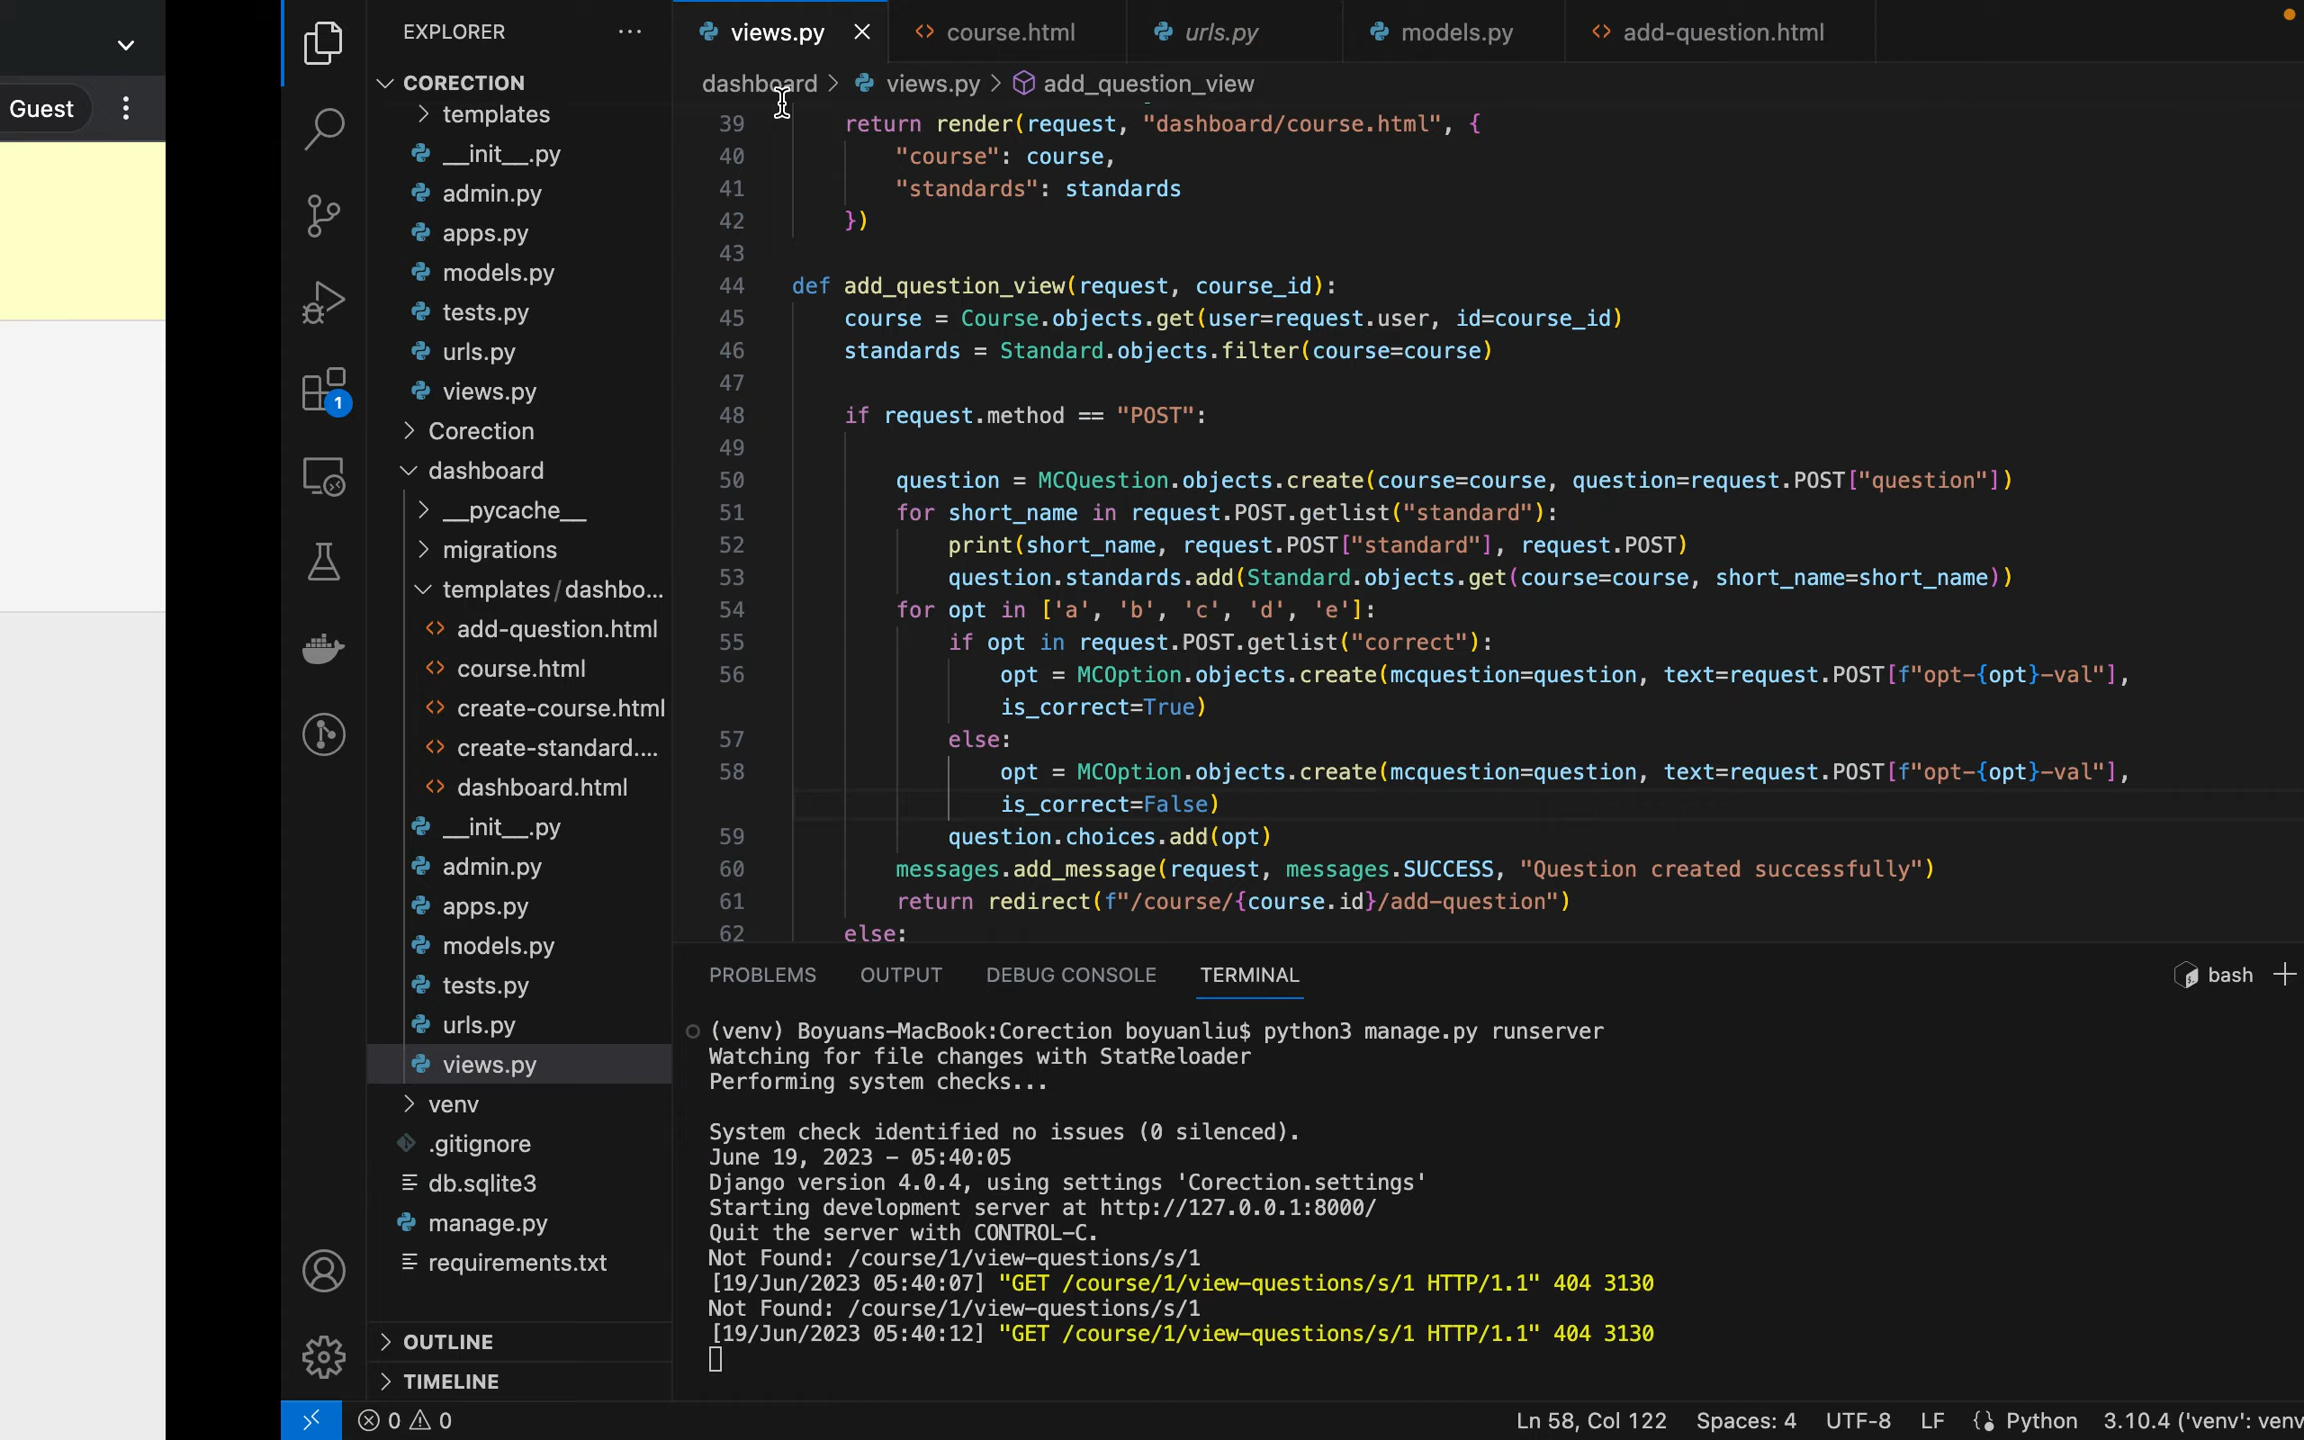 Guest
EXPLORER
CORECTION
templates
__init__.py
admin.py
apps.py
models.py
tests.py
urls.py
views.py
Corection
dashboard
__pycache__
migrations
templates/dashbo...
add-question.html
course.html
create-course.html
create-standard....
dashboard.html
__init__.py
admin.py
apps.py
models.py
tests.py
urls.py
views.py
venv
.gitignore
db.sqlite3
manage.py
requirements.txt
OUTLINE
TIMELINE
1
views.py
course.html
urls.py
models.py
add-question.html
dashboard > views.py > add_question_view
39 return render(request, "dashboard/course.html", {
40 "course": course,
41 "standards": standards
42 })
43
44 def add_question_view(request, course_id):
45 course = Course.objects.get(user=request.user, id=course_id)
46 standards = Standard.objects.filter(course=course)
47
48 if request.method == "POST":
49
50 question = MCQuestion.objects.create(course=course, question=request.POST["question"])
51 for short_name in request.POST.getlist("standard"):
52 print(short_name, request.POST["standard"], request.POST)
53 question.standards.add(Standard.objects.get(course=course, short_name=short_name))
54 for opt in ['a', 'b', 'c', 'd', 'e']:
55 if opt in request.POST.getlist("correct"):
56 opt = MCOption.objects.create(mcquestion=question, text=request.POST[f"opt-{opt}-val"],
is_correct=True)
57 else:
58 opt = MCOption.objects.create(mcquestion=question, text=request.POST[f"opt-{opt}-val"],
is_correct=False)
59 question.choices.add(opt)
60 messages.add_message(request, messages.SUCCESS, "Question created successfully")
61 return redirect(f"/course/{course.id}/add-question")
62 else:
PROBLEMS OUTPUT DEBUG CONSOLE TERMINAL
bash
(venv) Boyuans-MacBook:Corection boyuanliu$ python3 manage.py runserver
Watching for file changes with StatReloader
Performing system checks...
System check identified no issues (0 silenced).
June 19, 2023 - 05:40:05
Django version 4.0.4, using settings 'Corection.settings'
Starting development server at http://127.0.0.1:8000/
Quit the server with CONTROL-C.
Not Found: /course/1/view-questions/s/1
[19/Jun/2023 05:40:07] "GET /course/1/view-questions/s/1 HTTP/1.1" 404 3130
Not Found: /course/1/view-questions/s/1
[19/Jun/2023 05:40:12] "GET /course/1/view-questions/s/1 HTTP/1.1" 404 3130
0 0
Ln 58, Col 122 Spaces: 4 UTF-8 LF Python 3.10.4 ('venv': venv